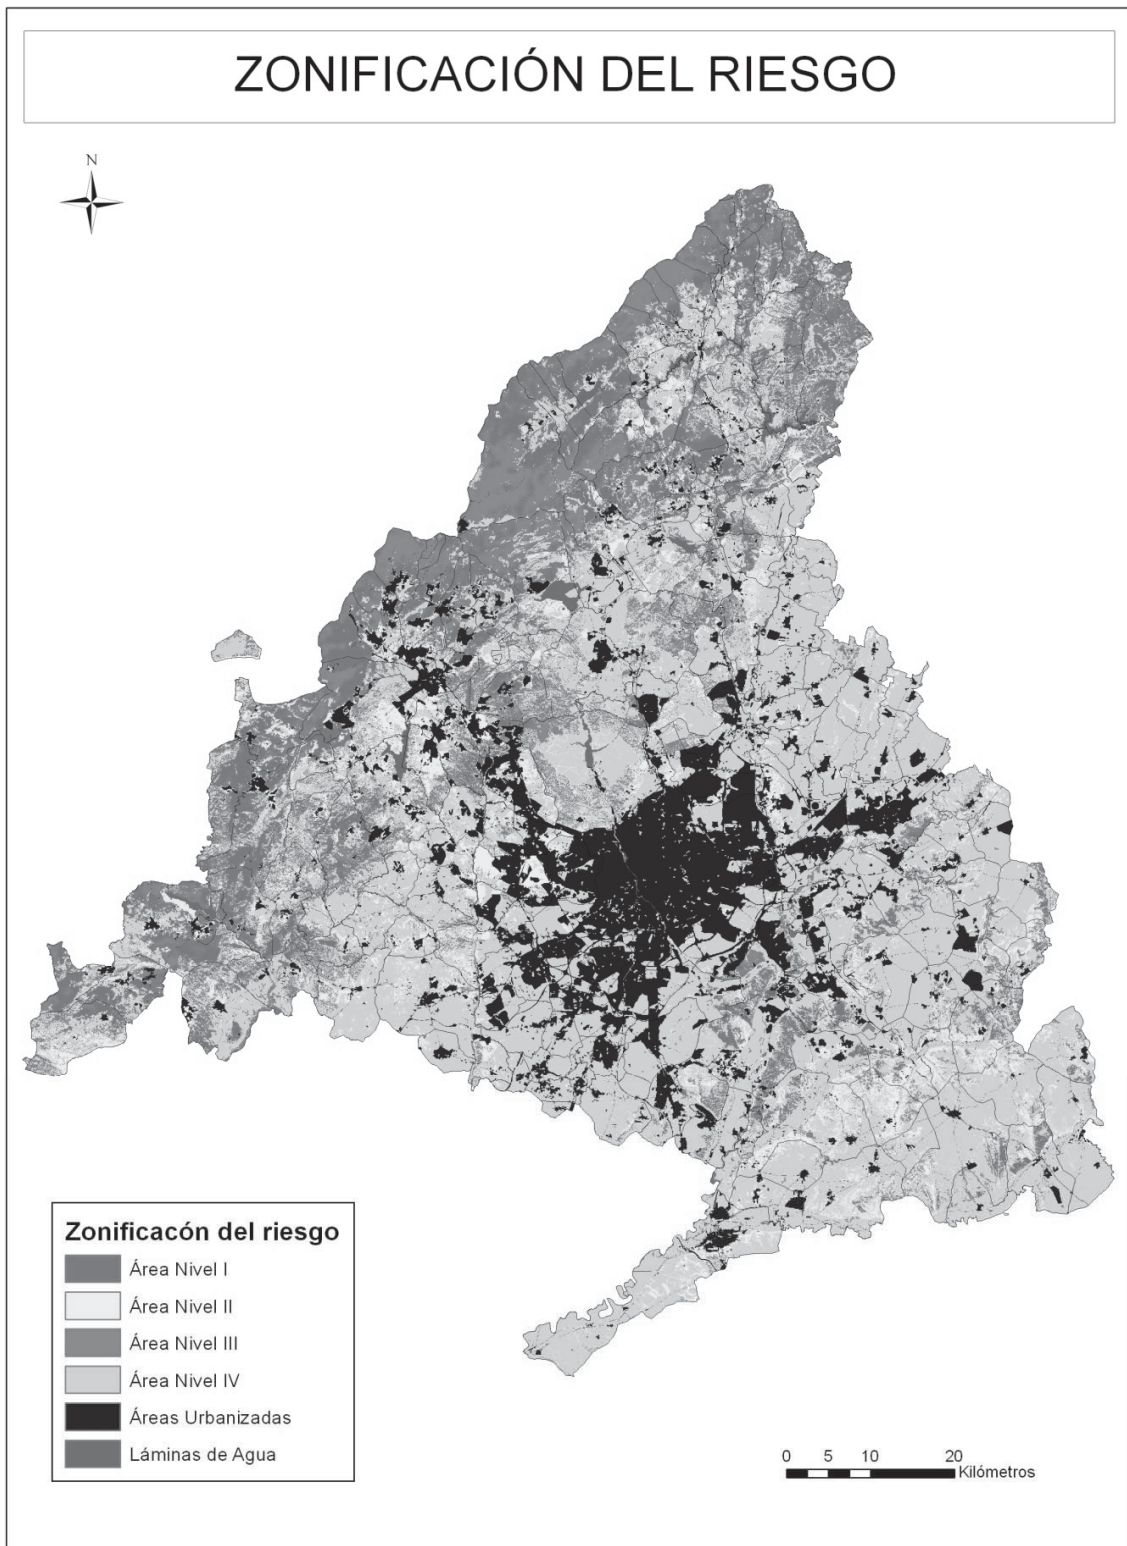 ZONIFICACIÓN DEL RIESGO
N
Zonificacón del riesgo
Área Nivel I
Área Nivel II
Área Nivel III
Área Nivel IV
Áreas Urbanizadas
Láminas de Agua
0 5 10 20
Kilómetros